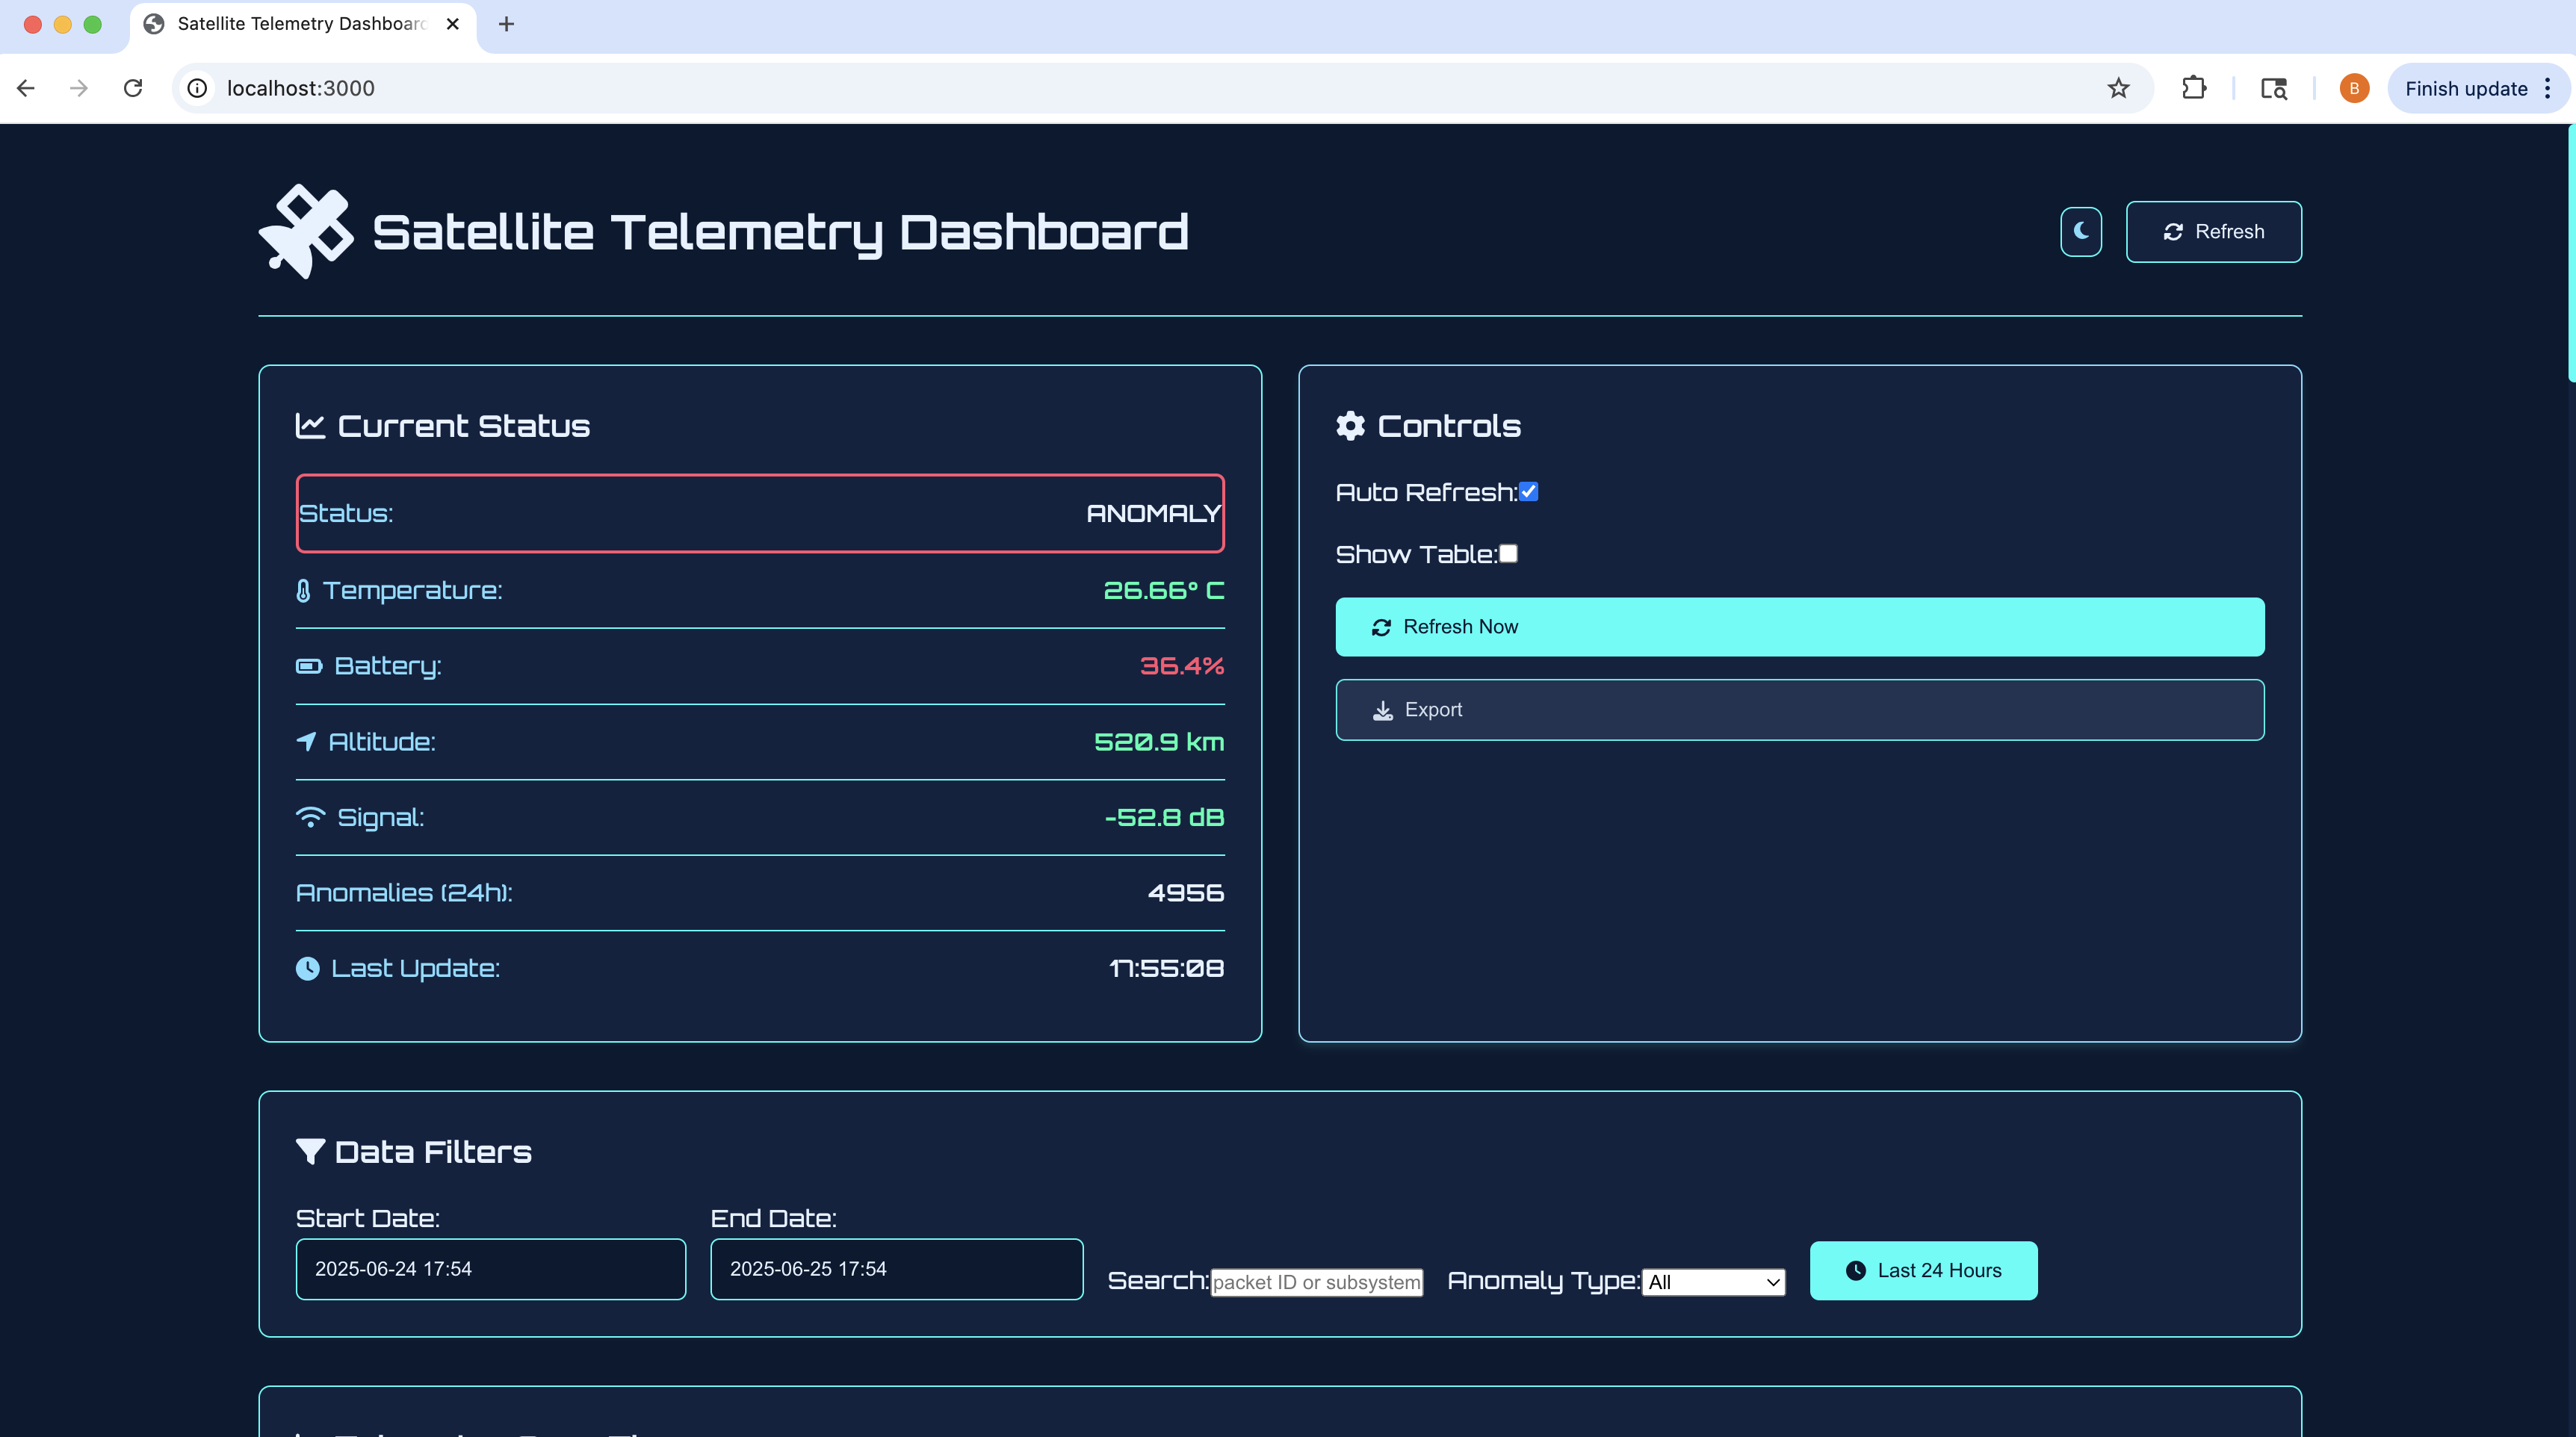 Satellite Telemetry Dashboar
localhost:3000
B
Finish update
Satellite Telemetry Dashboard
Refresh
Current Status
Status: ANOMALY
Temperature: 26.66° C
Battery: 36.4%
Altitude: 520.9 km
Signal: -52.8 dB
Anomalies (24h): 4956
Last Update: 17:55:08
Controls
Auto Refresh:
Show Table:
Refresh Now
Export
Data Filters
Start Date:
2025-06-24 17:54
End Date:
2025-06-25 17:54
Search: packet ID or subsystem
Anomaly Type: All
Last 24 Hours